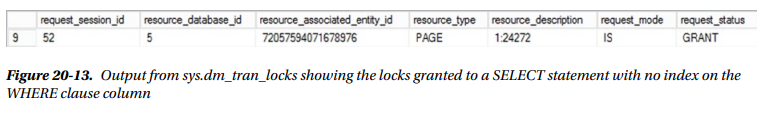 request_session_id resource_database_id resource_associated_entity_id resource_type resource_description request_mode request_status
9 52 5 72057594071678976 PAGE 1:24272 IS GRANT
Figure 20-13. Output from sys.dm_tran_locks showing the locks granted to a SELECT statement with no index on the
WHERE clause column